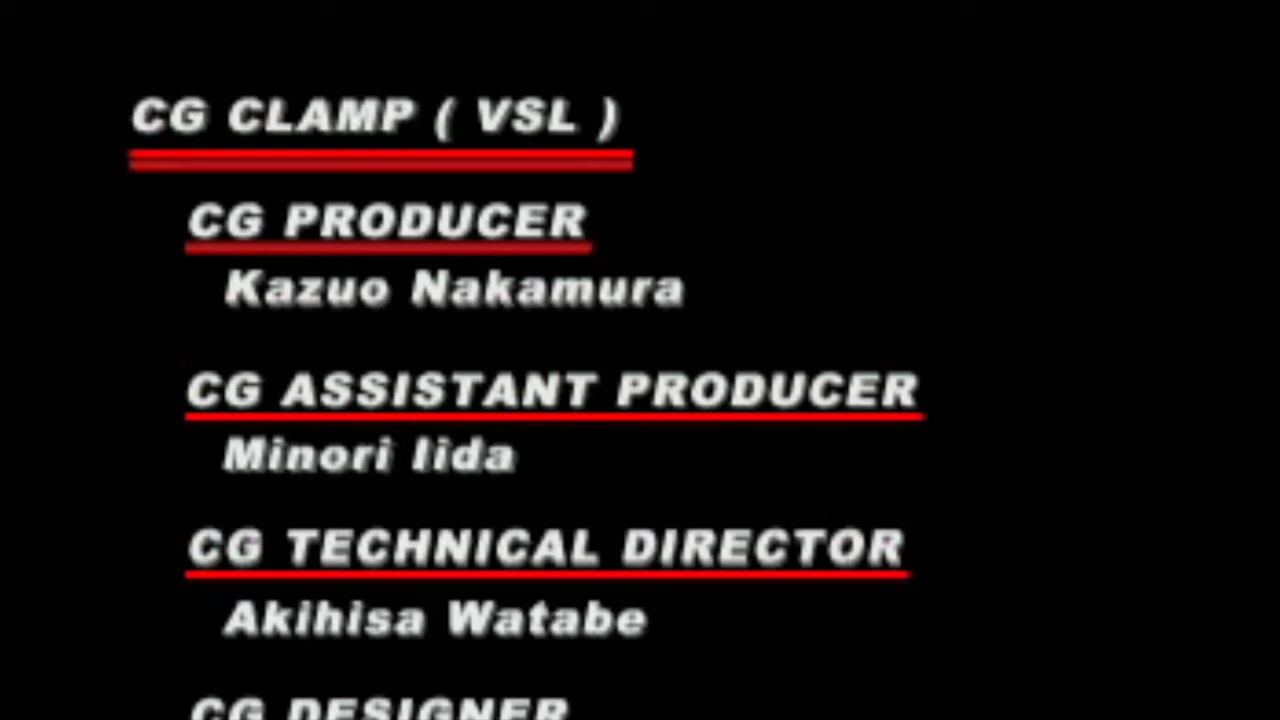 CG CLAMP ( VSL )
CG PRODUCER
Kazuo Nakamura
CG ASSISTANT PRODUCER
Minori Iida
CG TECHNICAL DIRECTOR
Akihisa Watabe
CG DESIGNER